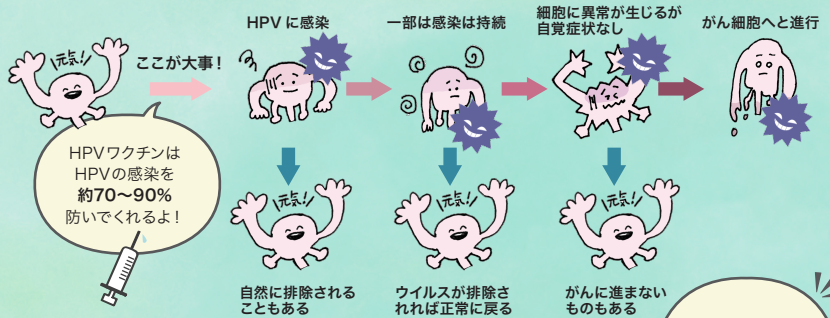 元気!
ここが大事!
HPVに感染
一部は感染は持続
細胞に異常が生じるが
自覚症状なし
がん細胞へと進行
HPVワクチンは
HPVの感染を
約70〜90%
防いでくれるよ!
元気!
元気!
元気!
自然に排除される
こともある
ウイルスが排除さ
れれば正常に戻る
がんに進まない
ものもある